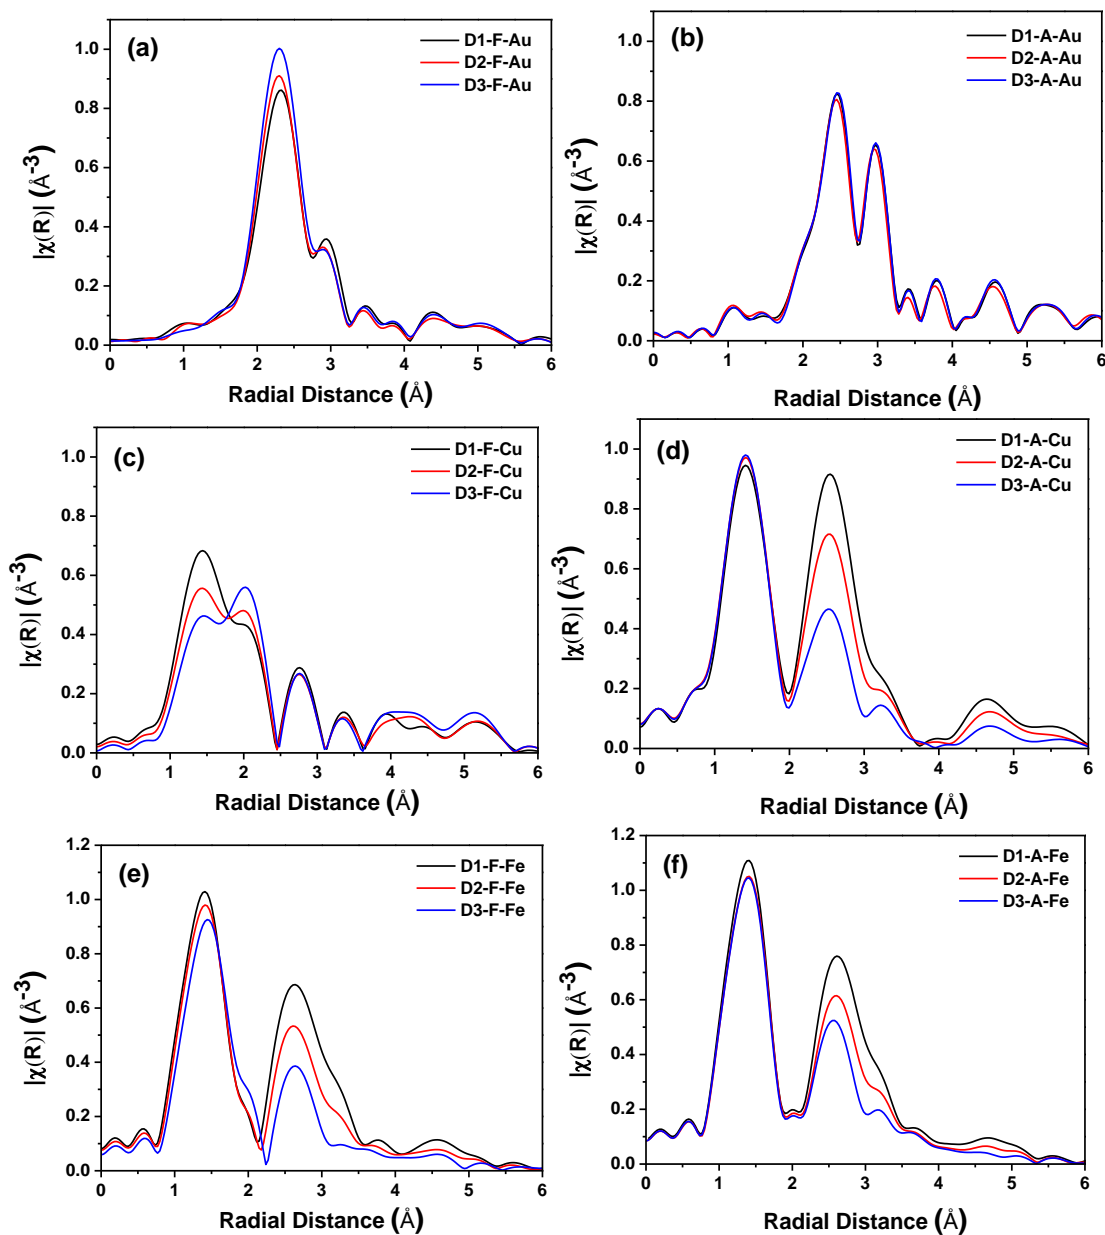 (a)
D1-F-Au
D2-F-Au
D3-F-Au
1.0
0.8
0.6
0.4
0.2
0.0
|χ(R)| (Å⁻³)
0 1 2 3 4 5 6
Radial Distance (Å)
(b)
D1-A-Au
D2-A-Au
D3-A-Au
1.0
0.8
0.6
0.4
0.2
0.0
|χ(R)| (Å⁻³)
0 1 2 3 4 5 6
Radial Distance (Å)
(c)
D1-F-Cu
D2-F-Cu
D3-F-Cu
1.0
0.8
0.6
0.4
0.2
0.0
|χ(R)| (Å⁻³)
0 1 2 3 4 5 6
Radial Distance (Å)
(d)
D1-A-Cu
D2-A-Cu
D3-A-Cu
1.0
0.8
0.6
0.4
0.2
0.0
|χ(R)| (Å⁻³)
0 1 2 3 4 5 6
Radial Distance (Å)
(e)
D1-F-Fe
D2-F-Fe
D3-F-Fe
1.2
1.0
0.8
0.6
0.4
0.2
0.0
|χ(R)| (Å⁻³)
0 1 2 3 4 5 6
Radial Distance (Å)
(f)
D1-A-Fe
D2-A-Fe
D3-A-Fe
1.2
1.0
0.8
0.6
0.4
0.2
0.0
|χ(R)| (Å⁻³)
0 1 2 3 4 5 6
Radial Distance (Å)